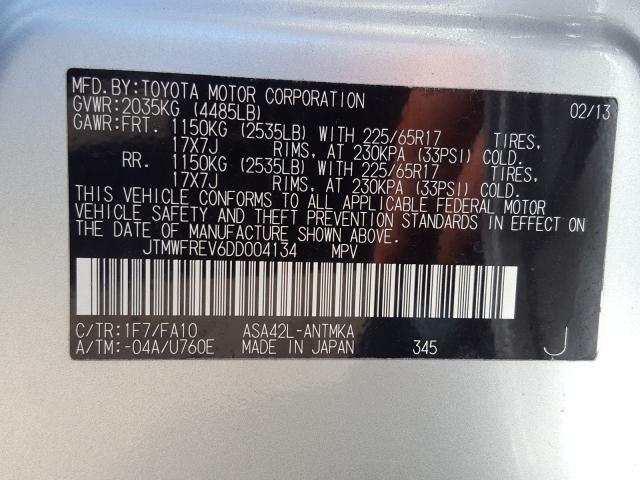 MFD.BY:TOYOTA MOTOR CORPORATION 02/13
GVWR:2035KG (4485LB)
GAWR:FRT. 1150KG (2535LB) WITH 225/65R17 TIRES,
17X7J RIMS, AT 230KPA (33PSI) COLD.
RR. 1150KG (2535LB) WITH 225/65R17 TIRES,
17X7J RIMS, AT 230KPA (33PSI) COLD.
THIS VEHICLE CONFORMS TO ALL APPLICABLE FEDERAL MOTOR
VEHICLE SAFETY AND THEFT PREVENTION STANDARDS IN EFFECT ON
THE DATE OF MANUFACTURE SHOWN ABOVE.
JTMWFREV6DD004134 MPV
C/TR:1F7/FA10 ASA42L-ANTMKA
A/TM:-04A/U760E MADE IN JAPAN 345 J